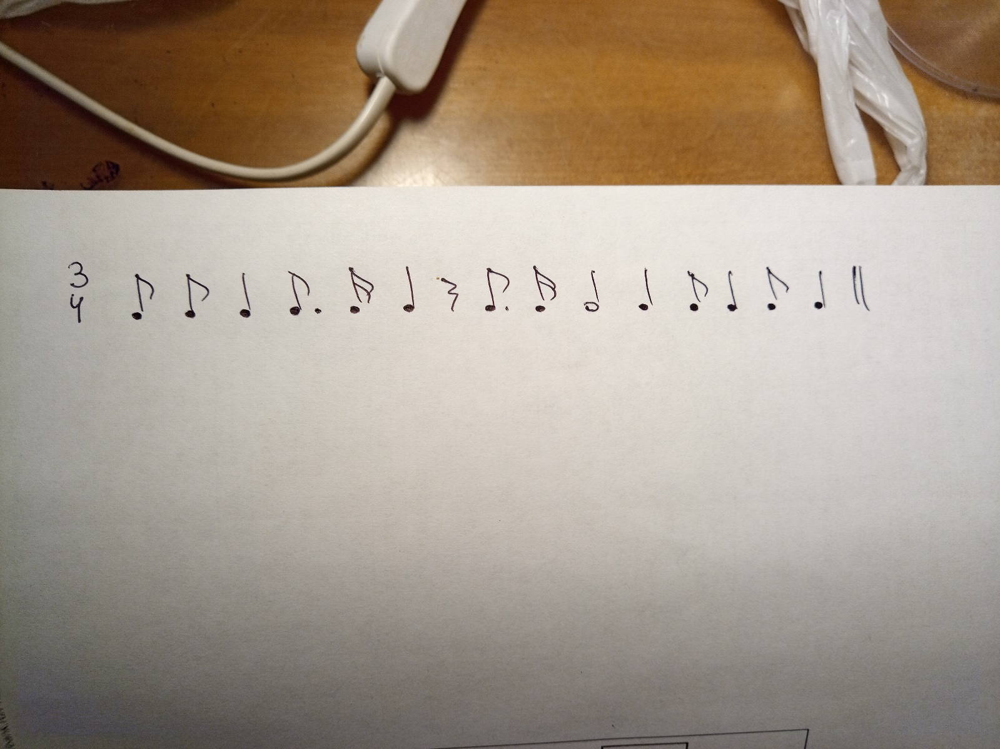 3
4 ♪ ♪ ♩ ♪. 𝅘𝅥𝅯 ♩ 𝄽 ♪. 𝅘𝅥𝅯 𝅗𝅥 ♩ ♪ ♩ ♪ ♩ 𝄁